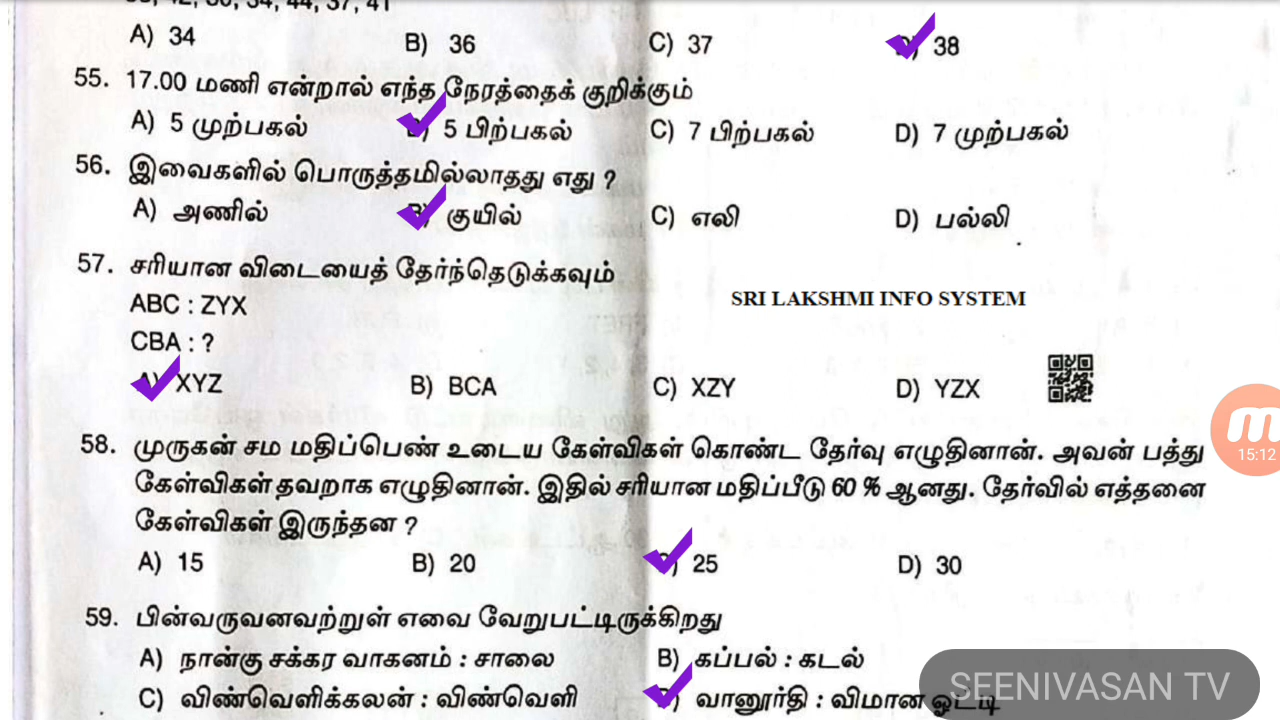 A) 34 B) 36 C) 37 38
55. 17.00 மணி என்றால் எந்த நேரத்தைக் குறிக்கும்
A) 5 முற்பகல் 5 பிற்பகல் C) 7 பிற்பகல் D) 7 முற்பகல்
56. இவைகளில் பொருத்தமில்லாதது எது ?
A) அணில் குயில் C) எலி D) பல்லி
57. சரியான விடையைத் தேர்ந்தெடுக்கவும்
ABC : ZYX
SRI LAKSHMI INFO SYSTEM
CBA : ?
XYZ B) BCA C) XZY D) YZX
58. முருகன் சம மதிப்பெண் உடைய கேள்விகள் கொண்ட தேர்வு எழுதினான். அவன் பத்து
கேள்விகள் தவறாக எழுதினான். இதில் சரியான மதிப்பீடு 60 % ஆனது. தேர்வில் எத்தனை
15:12
கேள்விகள் இருந்தன ?
A) 15 B) 20 25 D) 30
59. பின்வருவனவற்றுள் எவை வேறுபட்டிருக்கிறது
A) நான்கு சக்கர வாகனம் : சாலை B) கப்பல் : கடல்
C) விண்வெளிக்கலன் : விண்வெளி வானூர்தி : விமான ஓட்டி
SEENIVASAN TV